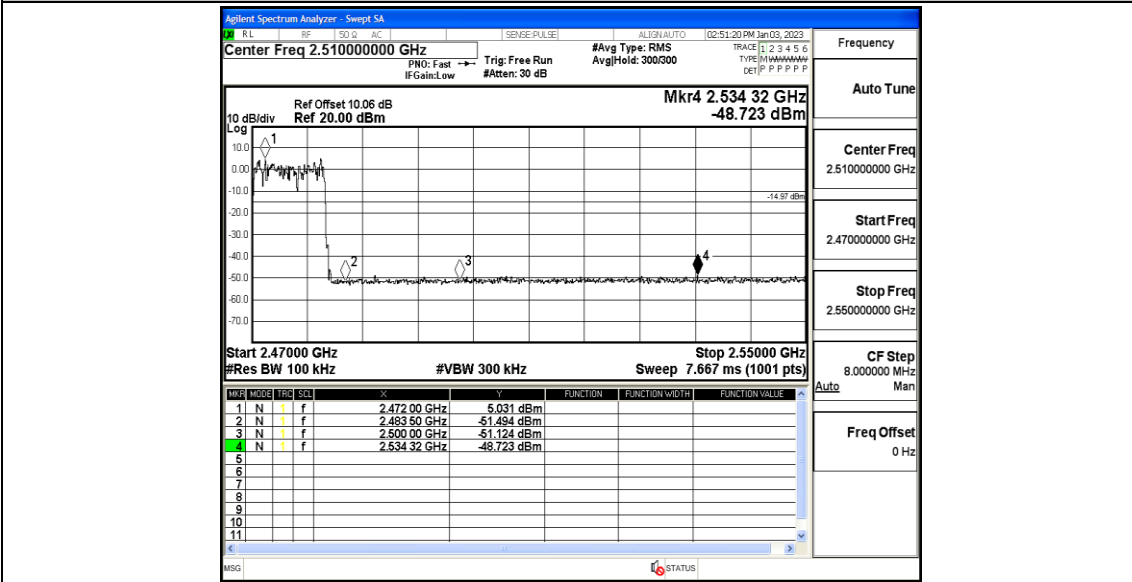 Agilent Spectrum Analyzer - Swept SA
RL RF 50 Ω AC SENSE:PULSE ALIGN AUTO 02:51:20 PM Jan 03, 2023
Center Freq 2.510000000 GHz
PNO: Fast
IFGain:Low
Trig: Free Run
#Atten: 30 dB
#Avg Type: RMS
Avg|Hold: 300/300
TRACE 1 2 3 4 5 6
TYPE M WWWWW
DET P P P P P P
Frequency
Auto Tune
Center Freq
2.510000000 GHz
Start Freq
2.470000000 GHz
Stop Freq
2.550000000 GHz
CF Step
8.000000 MHz
Auto Man
Freq Offset
0 Hz
Mkr4 2.534 32 GHz
-48.723 dBm
Ref Offset 10.06 dB
10 dB/div Ref 20.00 dBm
Log
10.0
0.00
-10.0
-20.0
-30.0
-40.0
-50.0
-60.0
-70.0
1
2
3
4
-14.97 dBm
Start 2.47000 GHz Stop 2.55000 GHz
#Res BW 100 kHz #VBW 300 kHz Sweep 7.667 ms (1001 pts)
MKR MODE TRC SCL X Y FUNCTION FUNCTION WIDTH FUNCTION VALUE
1 N 1 f 2.472 00 GHz 5.031 dBm
2 N 1 f 2.483 50 GHz -51.494 dBm
3 N 1 f 2.500 00 GHz -51.124 dBm
4 N 1 f 2.534 32 GHz -48.723 dBm
5
6
7
8
9
10
11
MSG STATUS